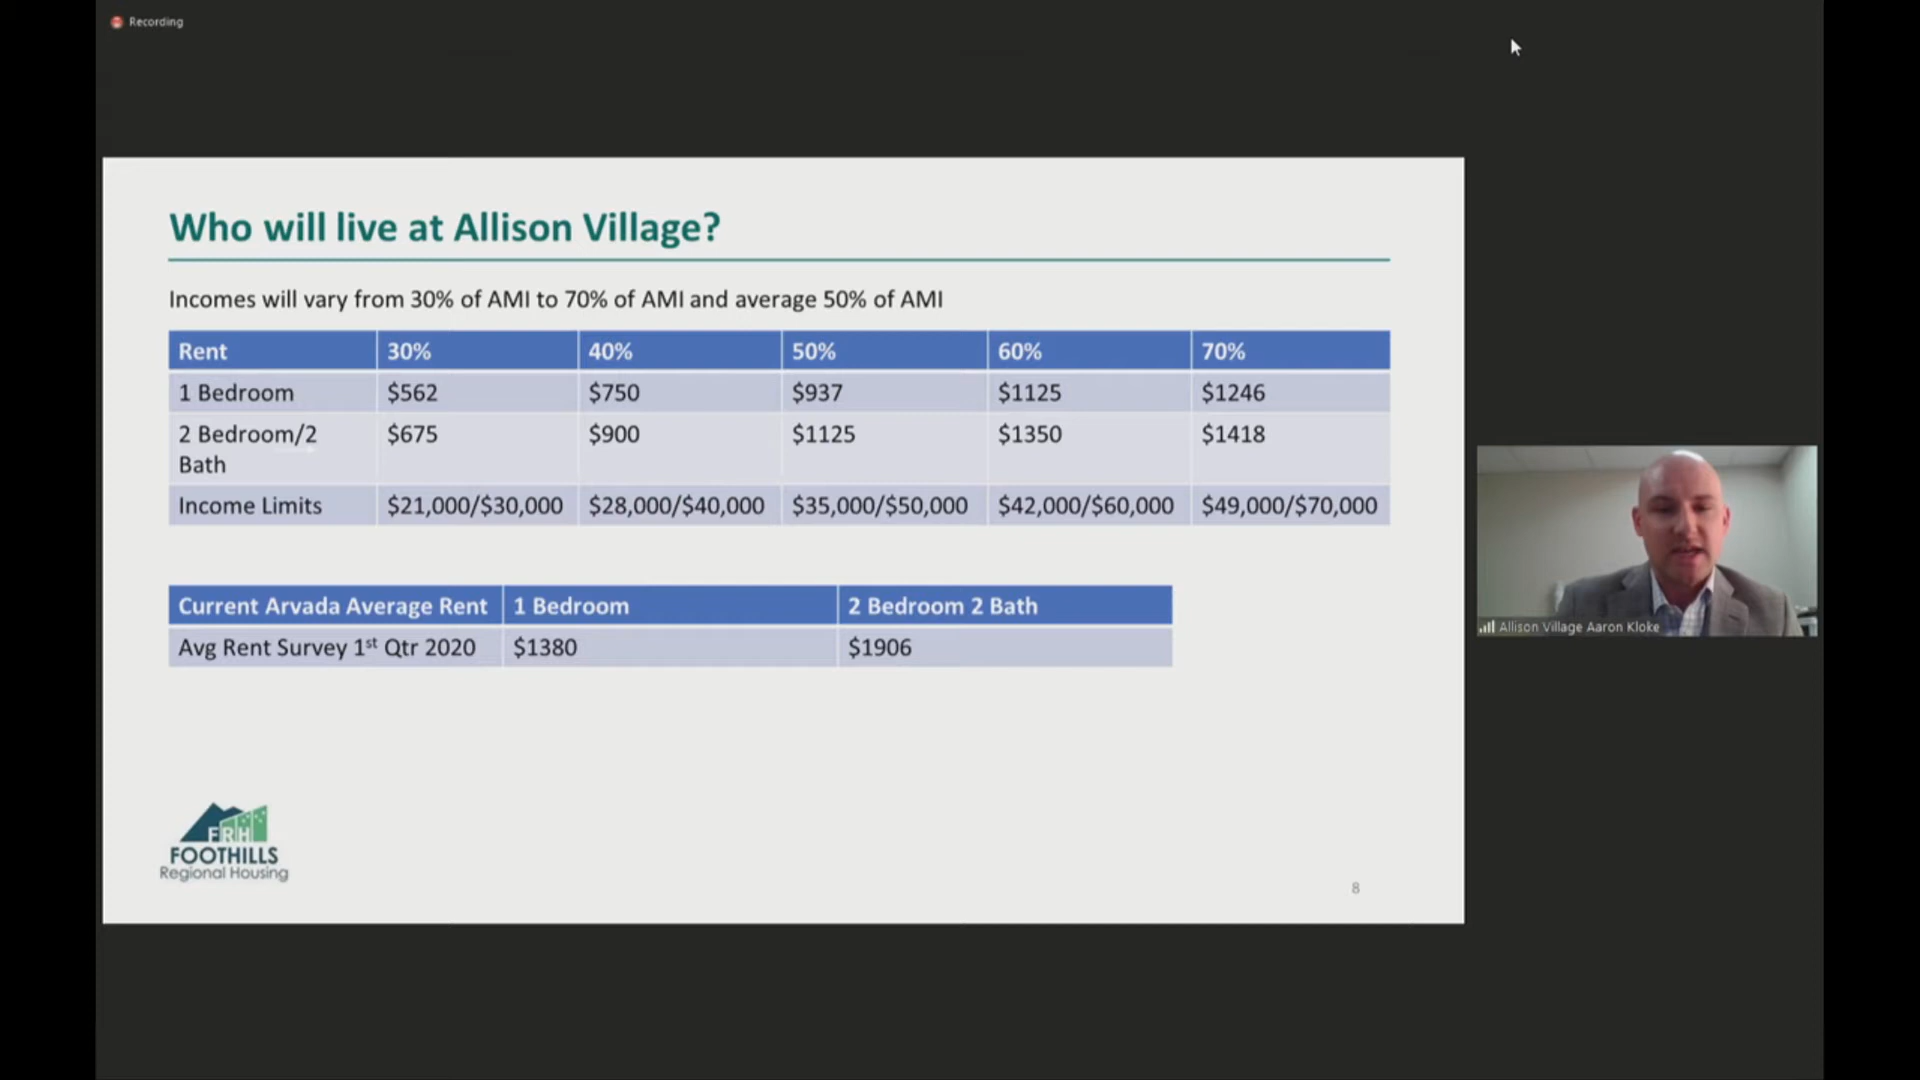 Recording
Who will live at Allison Village?
Incomes will vary from 30% of AMI to 70% of AMI and average 50% of AMI
Rent 30% 40% 50% 60% 70%
1 Bedroom $562 $750 $937 $1125 $1246
2 Bedroom/2 $675 $900 $1125 $1350 $1418
Bath
Income Limits $21,000/$30,000 $28,000/$40,000 $35,000/$50,000 $42,000/$60,000 $49,000/$70,000
Current Arvada Average Rent 1 Bedroom 2 Bedroom 2 Bath
Avg Rent Survey 1st Qtr 2020 $1380 $1906
Allison Village Aaron Kloke
FRH
FOOTHILLS
Regional Housing
8